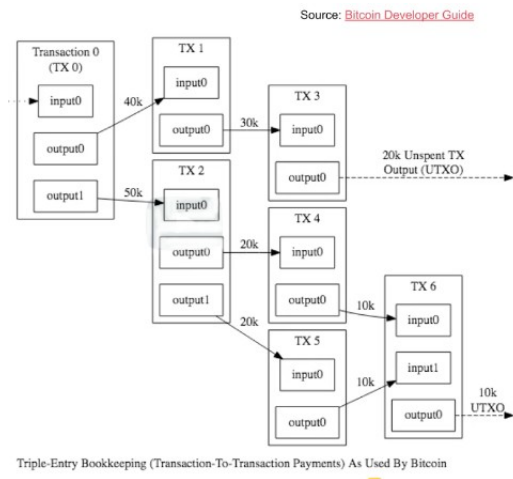 Source: Bitcoin Developer Guide
Transaction 0
(TX 0)
input0
output0
output1
40k
50k
TX 1
input0
output0
30k
TX 2
input0
output0
output1
20k
20k
TX 3
input0
output0
20k Unspent TX
Output (UTXO)
TX 4
input0
output0
10k
TX 5
input0
output0
10k
TX 6
input0
input1
output0
10k
UTXO
Triple-Entry Bookkeeping (Transaction-To-Transaction Payments) As Used By Bitcoin